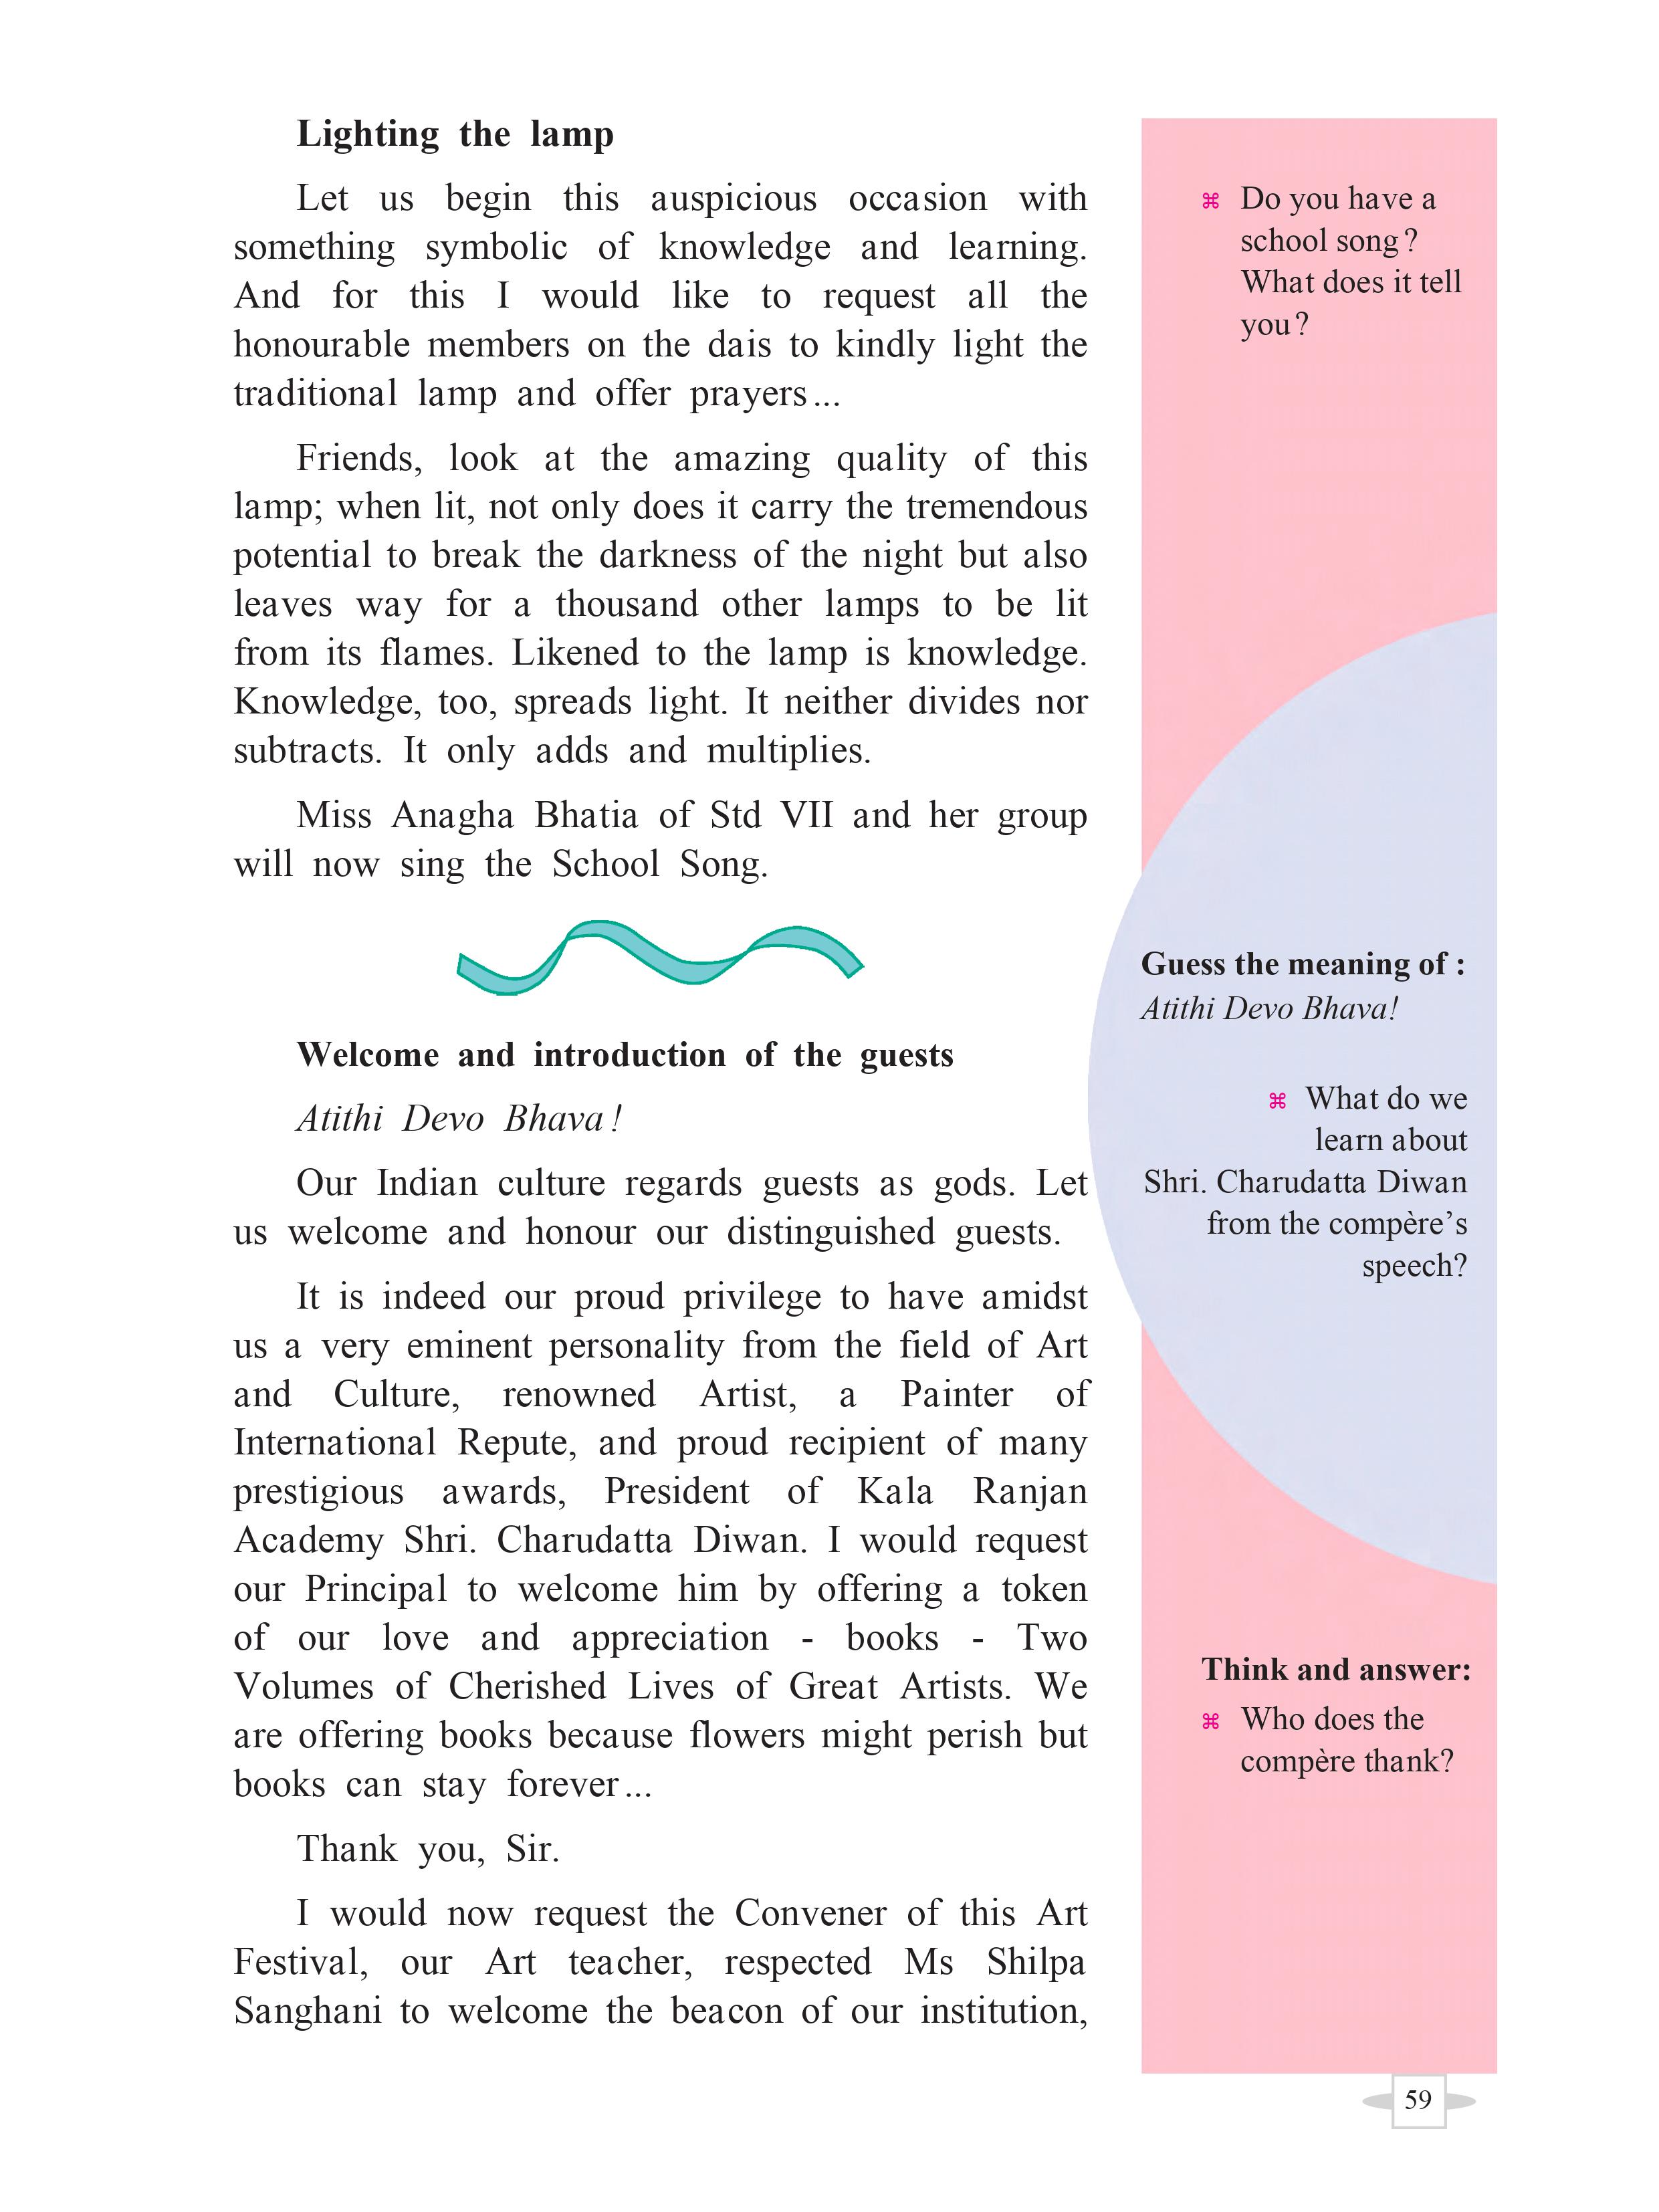 Lighting the lamp
Let us begin this auspicious occasion with
something symbolic of knowledge and learning.
And for this I would like to request all the
honourable members on the dais to kindly light the
traditional lamp and offer prayers...
Friends, look at the amazing quality of this
lamp; when lit, not only does it carry the tremendous
potential to break the darkness of the night but also
leaves way for a thousand other lamps to be lit
from its flames. Likened to the lamp is knowledge.
Knowledge, too, spreads light. It neither divides nor
subtracts. It only adds and multiplies.
Miss Anagha Bhatia of Std VII and her group
will now sing the School Song.
Welcome and introduction of the guests
Atithi Devo Bhava!
Our Indian culture regards guests as gods. Let
us welcome and honour our distinguished guests.
It is indeed our proud privilege to have amidst
us a very eminent personality from the field of Art
and Culture, renowned Artist, a Painter of
International Repute, and proud recipient of many
prestigious awards, President of Kala Ranjan
Academy Shri. Charudatta Diwan. I would request
our Principal to welcome him by offering a token
of our love and appreciation - books - Two
Volumes of Cherished Lives of Great Artists. We
are offering books because flowers might perish but
books can stay forever...
Thank you, Sir.
I would now request the Convener of this Art
Festival, our Art teacher, respected Ms Shilpa
Sanghani to welcome the beacon of our institution,
⌘ Do you have a
school song?
What does it tell
you?
Guess the meaning of :
Atithi Devo Bhava!
⌘ What do we
learn about
Shri. Charudatta Diwan
from the compère's
speech?
Think and answer:
⌘ Who does the
compère thank?
59